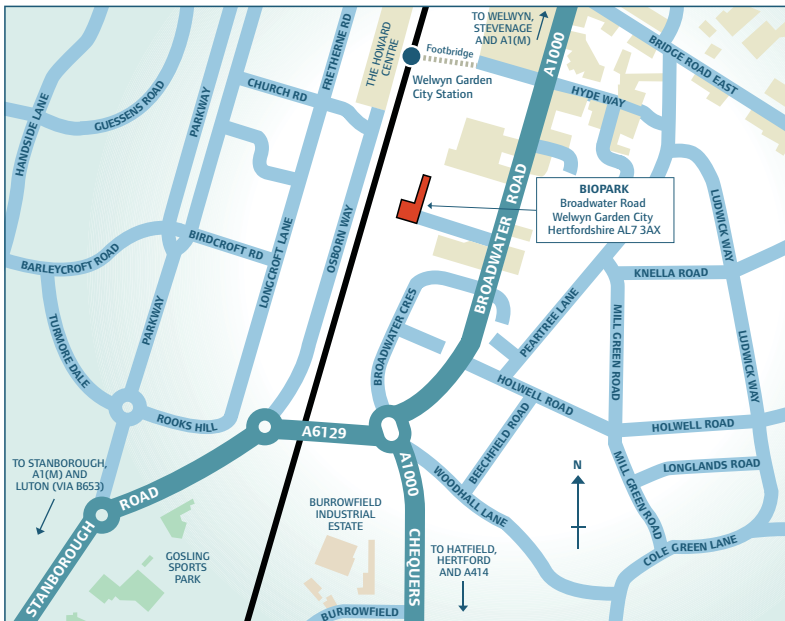 TO WELWYN,
STEVENAGE
AND A1(M)
A1000
BRIDGE ROAD EAST
FRETHERNE RD
THE HOWARD
CENTRE
Footbridge
Welwyn Garden
City Station
HYDE WAY
HANDSIDE LANE
GUESSENS ROAD
PARKWAY
CHURCH RD
BROADWATER ROAD
BIOPARK
Broadwater Road
Welwyn Garden City
Hertfordshire AL7 3AX
LUDWICK WAY
OSBORN WAY
LONGCROFT LANE
BIRDCROFT RD
BARLEYCROFT ROAD
KNELLA ROAD
PEARTREE LANE
MILL GREEN ROAD
LUDWICK WAY
PARKWAY
TURMORE DALE
BROADWATER CRES
HOLWELL ROAD
HOLWELL ROAD
BEECHFIELD ROAD
ROOKS HILL
A6129
A1000
WOODHALL LANE
MILL GREEN ROAD
LONGLANDS ROAD
TO STANBOROUGH,
A1(M) AND
LUTON (VIA B653)
STANBOROUGH ROAD
N
BURROWFIELD
INDUSTRIAL
ESTATE
CHEQUERS
TO HATFIELD,
HERTFORD
AND A414
COLE GREEN LANE
GOSLING
SPORTS
PARK
BURROWFIELD